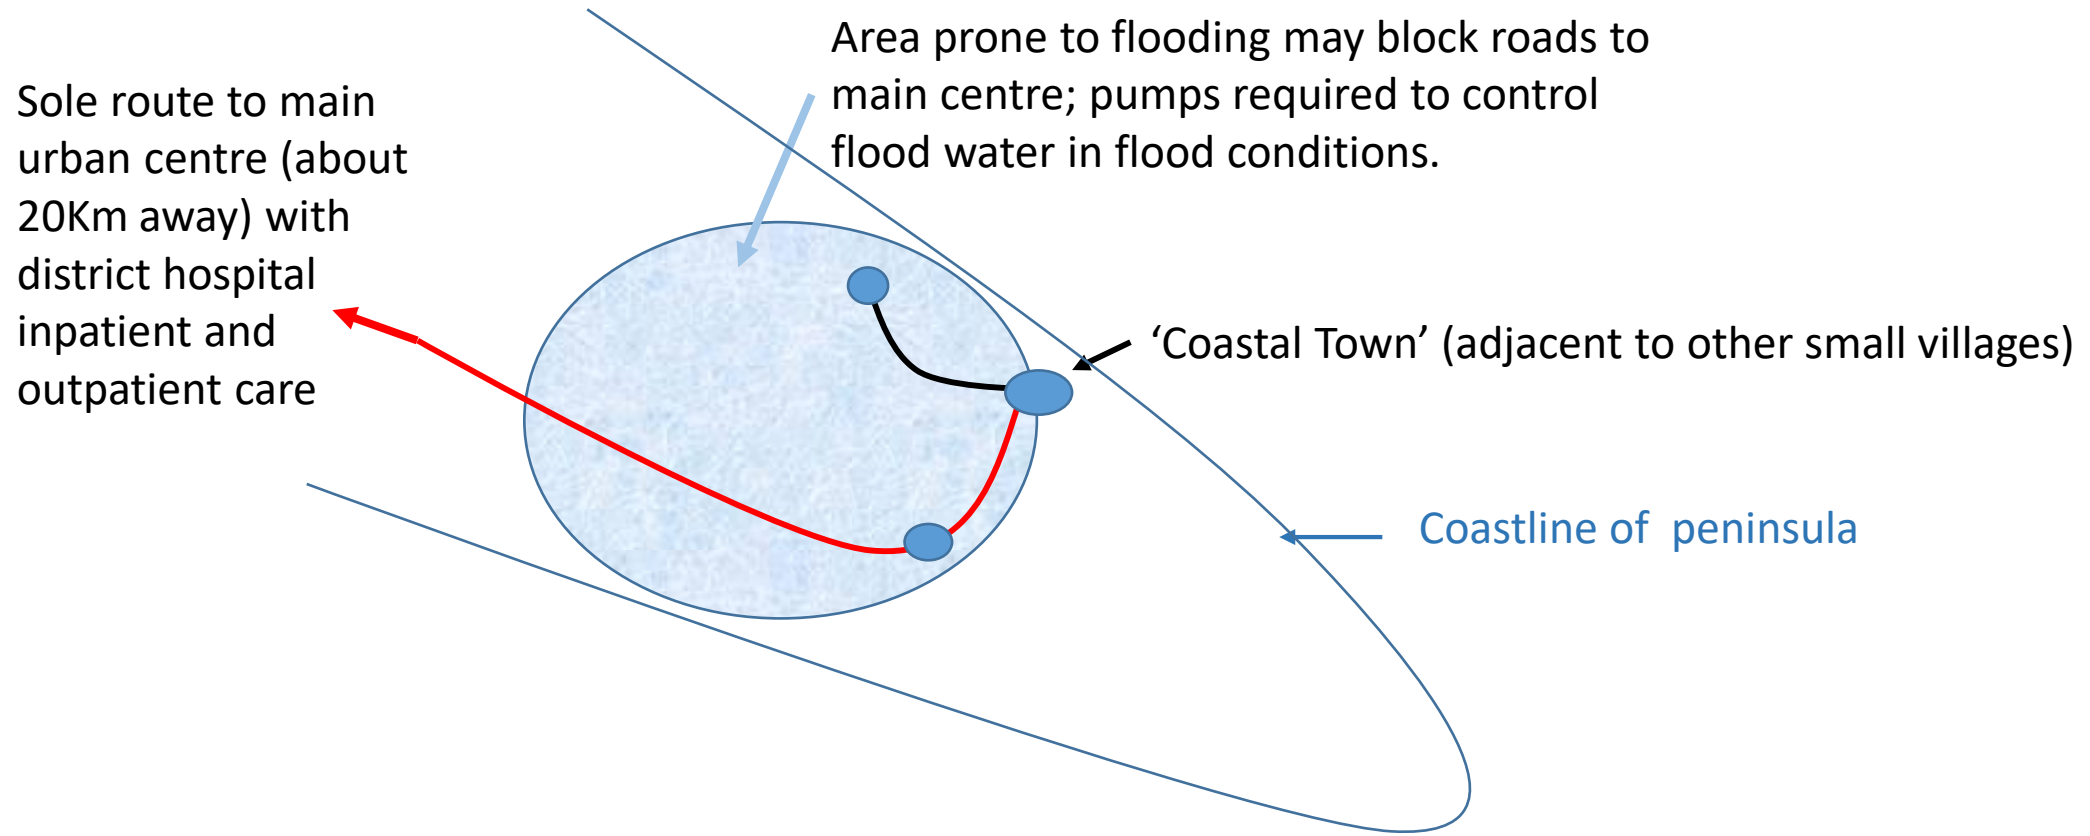 Area prone to flooding may block roads to
main centre; pumps required to control
flood water in flood conditions.
Sole route to main
urban centre (about
20Km away) with
district hospital
inpatient and
outpatient care
‘Coastal Town’ (adjacent to other small villages)
Coastline of peninsula